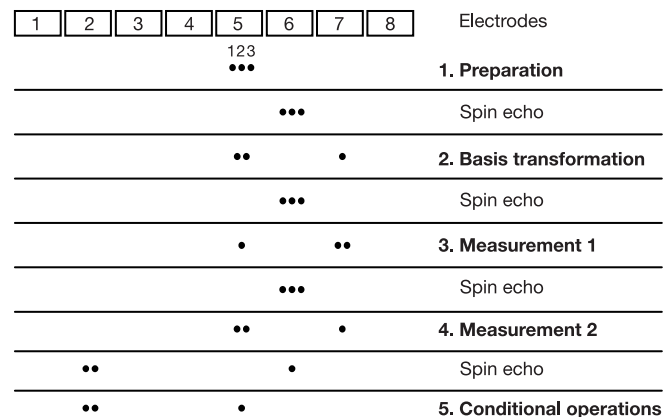 1 2 3 4 5 6 7 8 Electrodes
123
1. Preparation
Spin echo
2. Basis transformation
Spin echo
3. Measurement 1
Spin echo
4. Measurement 2
Spin echo
5. Conditional operations